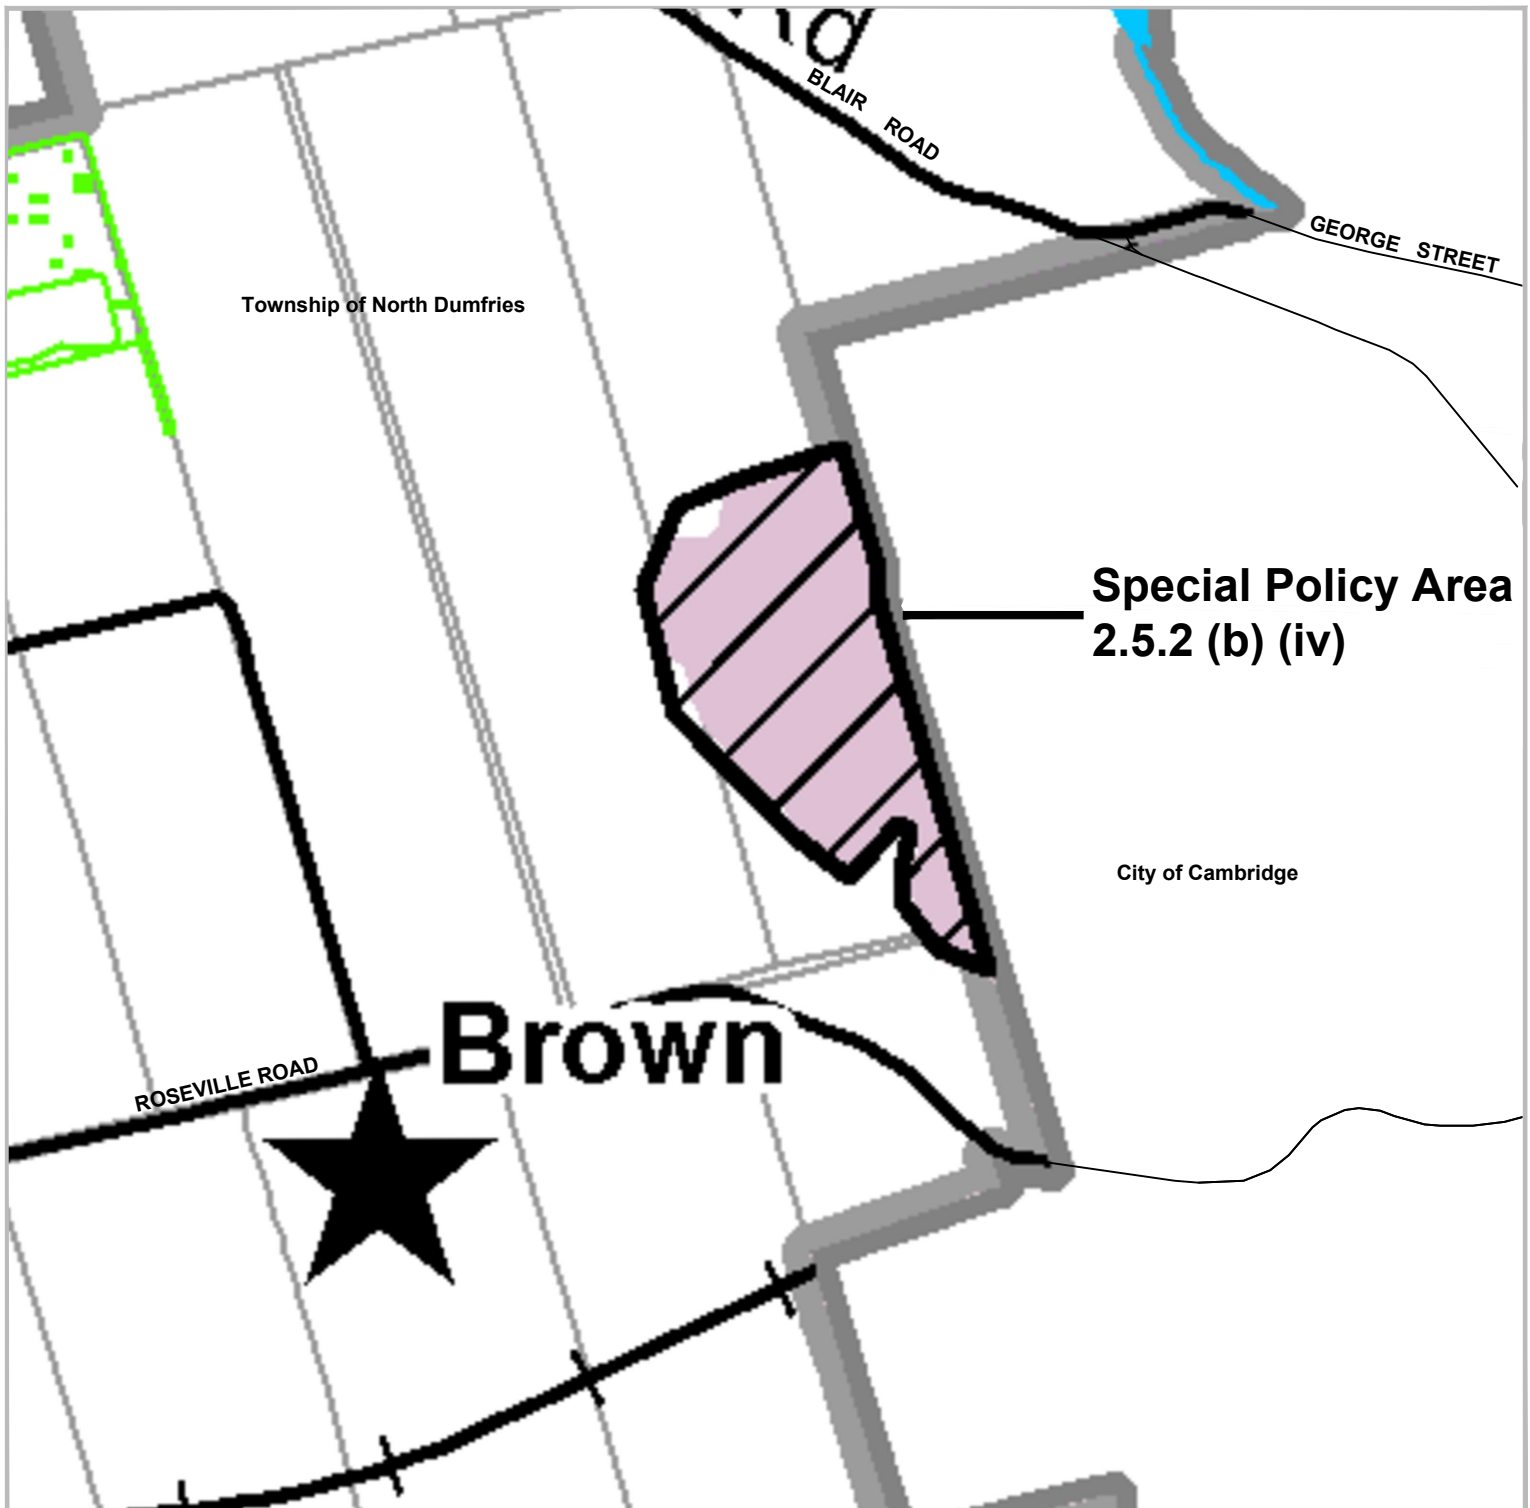 Rd
BLAIR ROAD
GEORGE STREET
Township of North Dumfries
Special Policy Area
2.5.2 (b) (iv)
City of Cambridge
Brown
ROSEVILLE ROAD